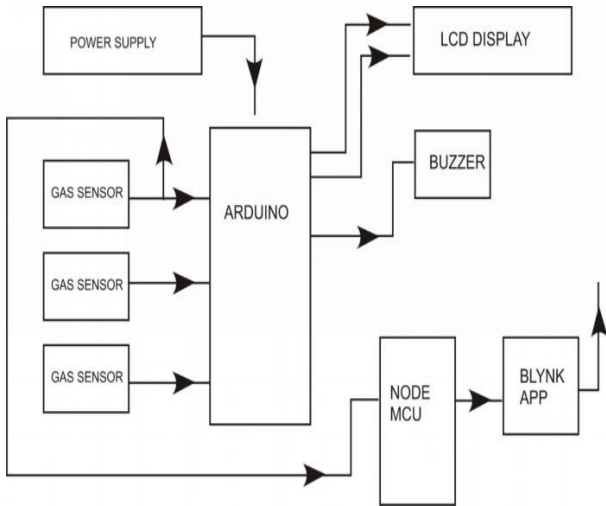 POWER SUPPLY
LCD DISPLAY
GAS SENSOR
ARDUINO
BUZZER
GAS SENSOR
GAS SENSOR
NODE
MCU
BLYNK
APP